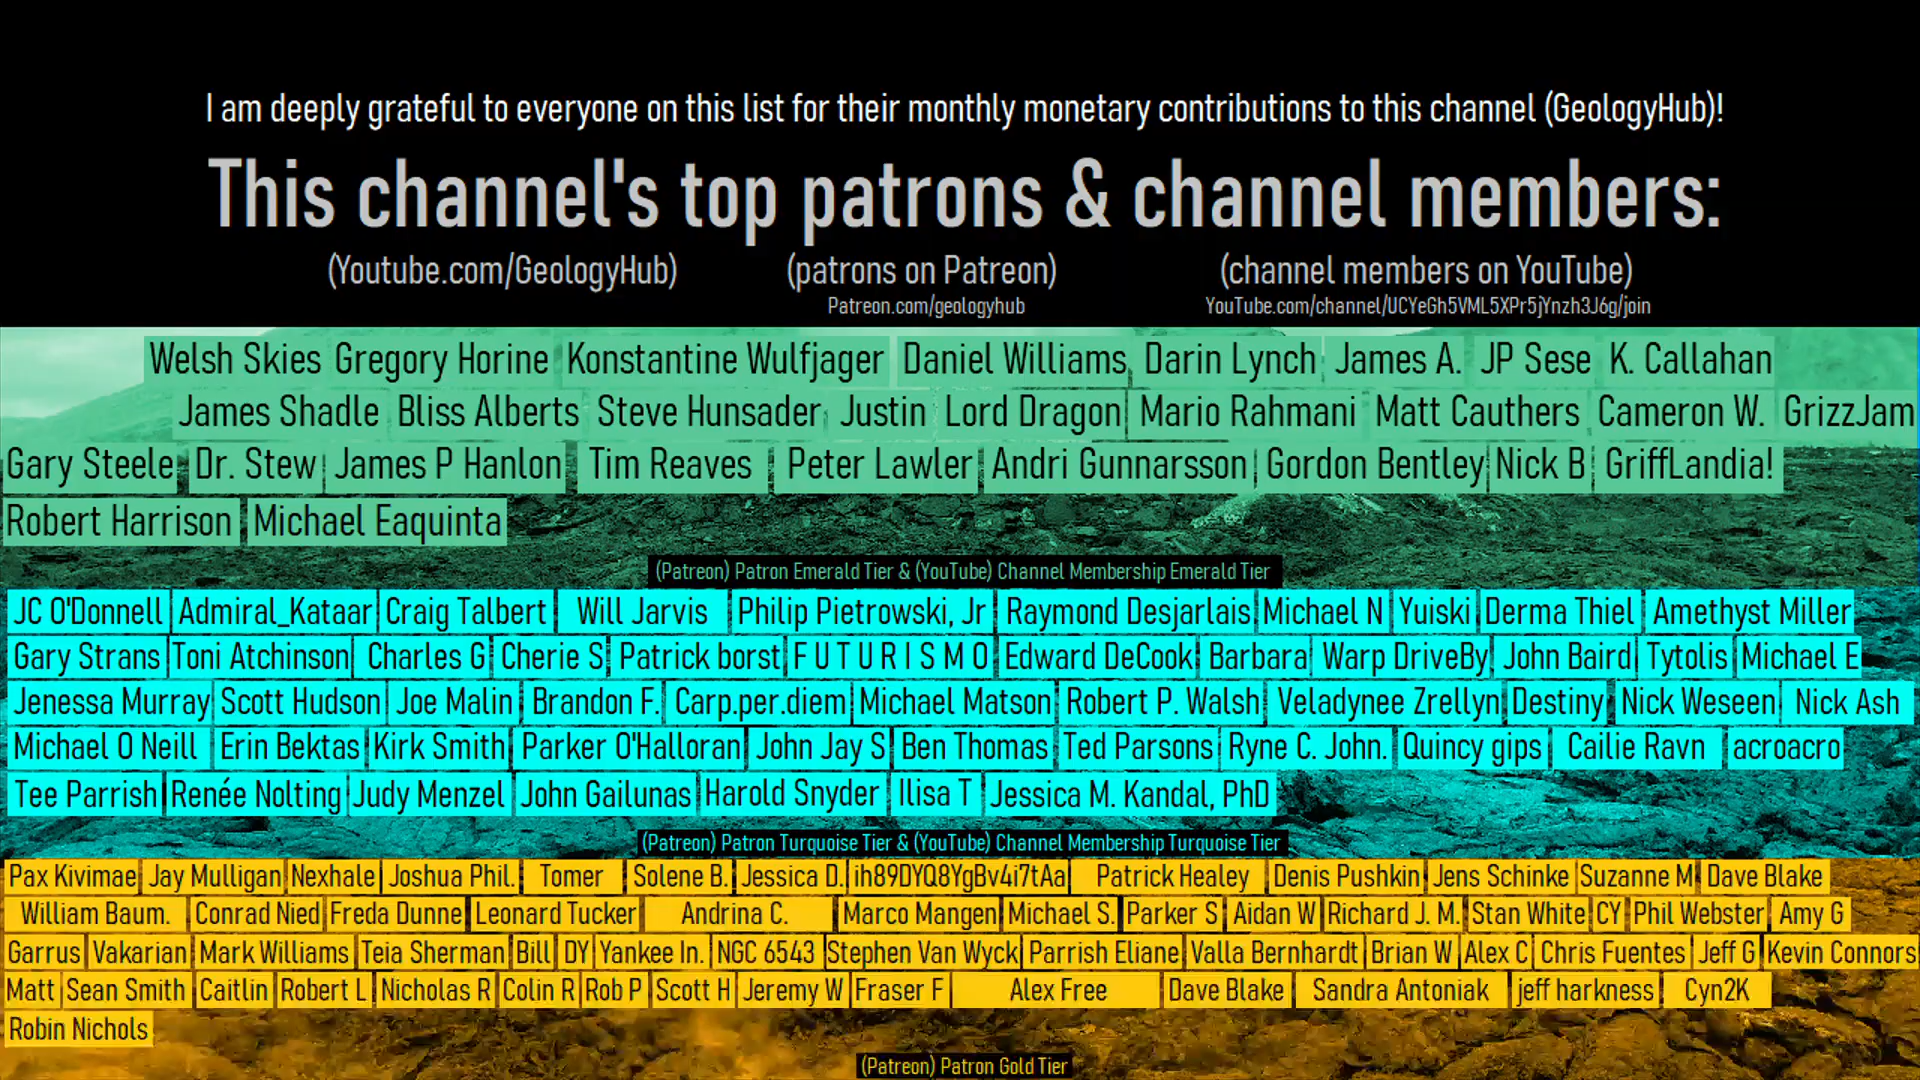 I am deeply grateful to everyone on this list for their monthly monetary contributions to this channel (GeologyHub)!
This channel's top patrons & channel members:
(Youtube.com/GeologyHub) (patrons on Patreon) (channel members on YouTube)
Patreon.com/geologyhub YouTube.com/channel/UCYeGh5VML5XPr5jYnzh3J6g/join
Welsh Skies Gregory Horine Konstantine Wulfjager Daniel Williams Darin Lynch James A. JP Sese K. Callahan
James Shadle Bliss Alberts Steve Hunsader Justin Lord Dragon Mario Rahmani Matt Cauthers Cameron W. GrizzJam
Gary Steele Dr. Stew James P Hanlon Tim Reaves Peter Lawler Andri Gunnarsson Gordon Bentley Nick B GriffLandia!
Robert Harrison Michael Eaquinta
(Patreon) Patron Emerald Tier & (YouTube) Channel Membership Emerald Tier
JC O'Donnell Admiral_Kataar Craig Talbert Will Jarvis Philip Pietrowski, Jr Raymond Desjarlais Michael N Yuiski Derma Thiel Amethyst Miller
Gary Strans Toni Atchinson Charles G Cherie S Patrick borst F U T U R I S M O Edward DeCook Barbara Warp DriveBy John Baird Tytolis Michael E
Jenessa Murray Scott Hudson Joe Malin Brandon F. Carp.per.diem Michael Matson Robert P. Walsh Veladynee Zrellyn Destiny Nick Weseen Nick Ash
Michael O Neill Erin Bektas Kirk Smith Parker O'Halloran John Jay S Ben Thomas Ted Parsons Ryne C. John. Quincy gips Cailie Ravn acroacro
Tee Parrish Renée Nolting Judy Menzel John Gailunas Harold Snyder Ilisa T Jessica M. Kandal, PhD
(Patreon) Patron Turquoise Tier & (YouTube) Channel Membership Turquoise Tier
Pax Kivimae Jay Mulligan Nexhale Joshua Phil. Tomer Solene B. Jessica D. ih89DYQ8YgBv4i7tAa Patrick Healey Denis Pushkin Jens Schinke Suzanne M Dave Blake
William Baum. Conrad Nied Freda Dunne Leonard Tucker Andrina C. Marco Mangen Michael S. Parker S Aidan W Richard J. M. Stan White CY Phil Webster Amy G
Garrus Vakarian Mark Williams Teia Sherman Bill DY Yankee In. NGC 6543 Stephen Van Wyck Parrish Eliane Valla Bernhardt Brian W Alex C Chris Fuentes Jeff G Kevin Connors
Matt Sean Smith Caitlin Robert L Nicholas R Colin R Rob P Scott H Jeremy W Fraser F Alex Free Dave Blake Sandra Antoniak jeff harkness Cyn2K
Robin Nichols
(Patreon) Patron Gold Tier